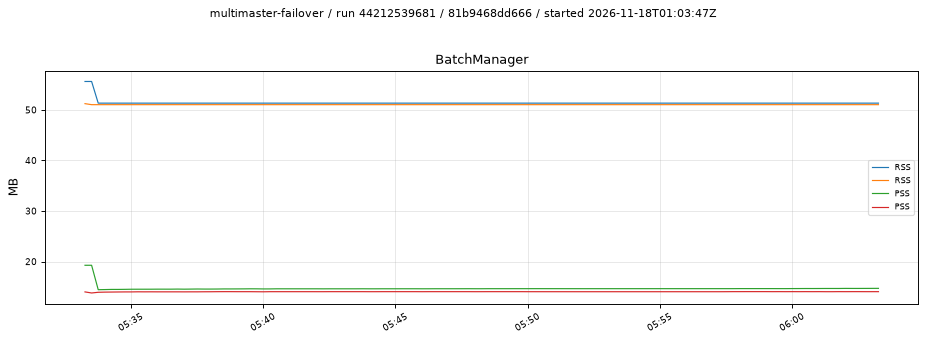 multimaster-failover / run 44212539681 / 81b9468dd666 / started 2026-11-18T01:03:47Z
BatchManager
MB
50
40
30
20
RSS
RSS
PSS
PSS
05:35
05:40
05:45
05:50
05:55
06:00